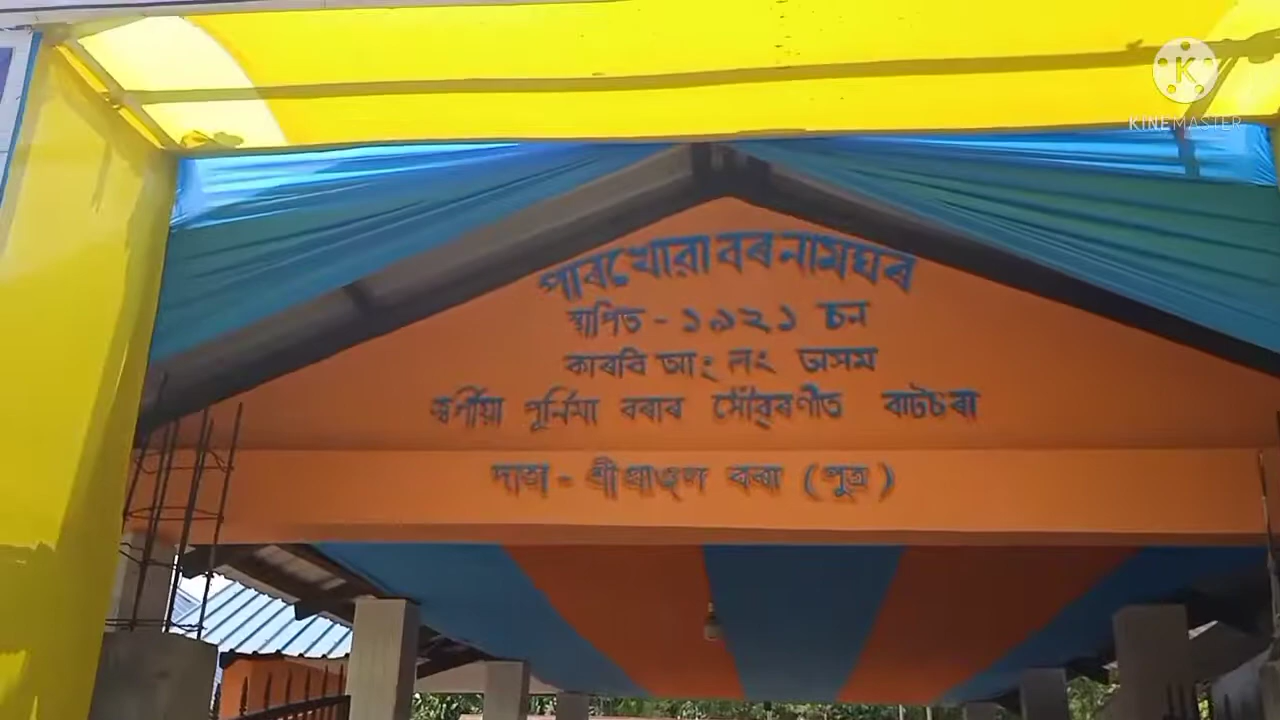 KINEMASTER
পাৰখোৱা বৰনামঘৰ
স্থাপিত - ১৯২১ চন
কাৰবি আং লং অসম
স্বৰ্গীয়া পূৰ্নিমা বৰাৰ সোঁৱৰণীত বাটচৰা
দাতা - শ্ৰী প্ৰাঞ্জল বৰা (পুত্ৰ)